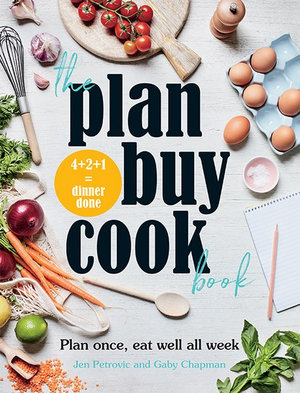 the
plan
buy
cook
book
4+2+1
=
dinner
done
Plan once, eat well all week
Jen Petrovic and Gaby Chapman